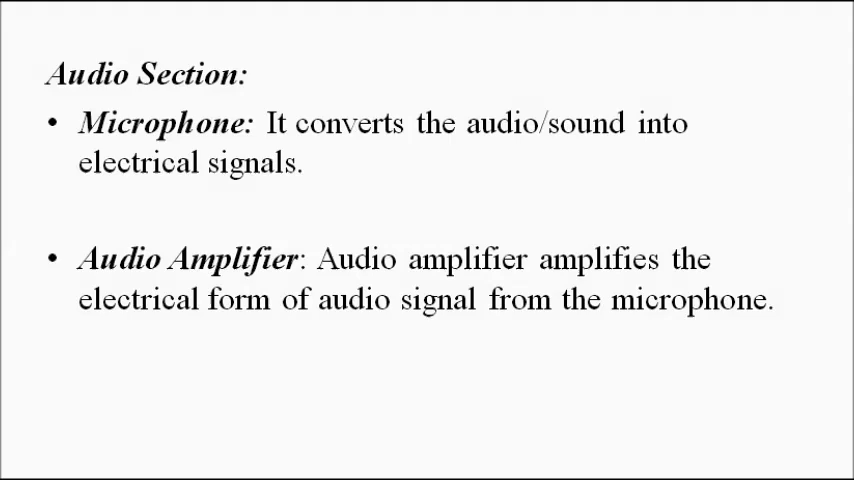 Audio Section:
• Microphone: It converts the audio/sound into
electrical signals.
• Audio Amplifier: Audio amplifier amplifies the
electrical form of audio signal from the microphone.